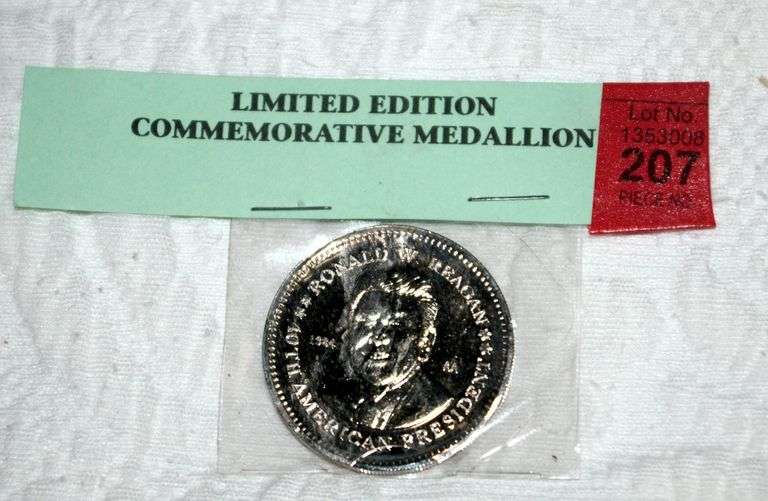 LIMITED EDITION
COMMEMORATIVE MEDALLION
Lot No
1353008
207
PIECE NO.
RONALD W. REAGAN
40TH AMERICAN PRESIDENT